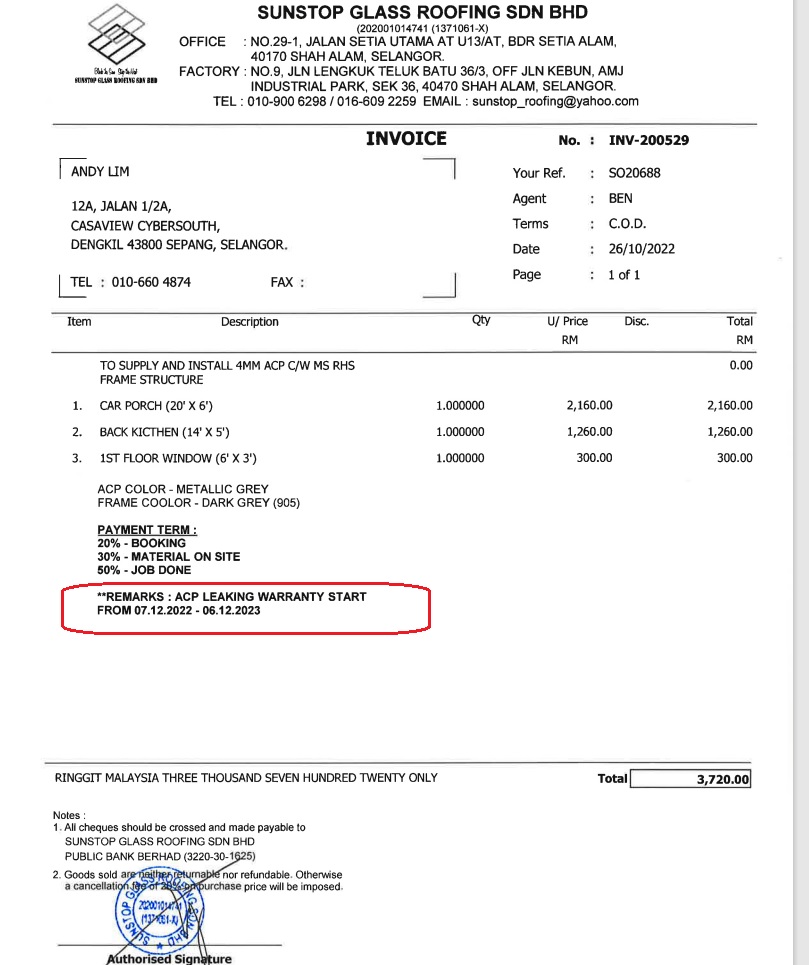 SUNSTOP GLASS ROOFING SDN BHD
(202001014741 (1371061-X)
OFFICE : NO.29-1, JALAN SETIA UTAMA AT U13/AT, BDR SETIA ALAM,
40170 SHAH ALAM, SELANGOR.
FACTORY : NO.9, JLN LENGKUK TELUK BATU 36/3, OFF JLN KEBUN, AMJ
INDUSTRIAL PARK, SEK 36, 40470 SHAH ALAM, SELANGOR.
TEL : 010-900 6298 / 016-609 2259 EMAIL : sunstop_roofing@yahoo.com
SUNSTOP GLASS ROOFING SDN BHD
INVOICE
No. : INV-200529
ANDY LIM
12A, JALAN 1/2A,
CASAVIEW CYBERSOUTH,
DENGKIL 43800 SEPANG, SELANGOR.
TEL : 010-660 4874 FAX :
Your Ref. : SO20688
Agent : BEN
Terms : C.O.D.
Date : 26/10/2022
Page : 1 of 1
Item Description Qty U/ Price Disc. Total
RM RM
TO SUPPLY AND INSTALL 4MM ACP C/W MS RHS 0.00
FRAME STRUCTURE
1. CAR PORCH (20' X 6') 1.000000 2,160.00 2,160.00
2. BACK KICTHEN (14' X 5') 1.000000 1,260.00 1,260.00
3. 1ST FLOOR WINDOW (6' X 3') 1.000000 300.00 300.00
ACP COLOR - METALLIC GREY
FRAME COOLOR - DARK GREY (905)
PAYMENT TERM :
20% - BOOKING
30% - MATERIAL ON SITE
50% - JOB DONE
**REMARKS : ACP LEAKING WARRANTY START
FROM 07.12.2022 - 06.12.2023
RINGGIT MALAYSIA THREE THOUSAND SEVEN HUNDRED TWENTY ONLY Total 3,720.00
Notes :
1. All cheques should be crossed and made payable to
SUNSTOP GLASS ROOFING SDN BHD
PUBLIC BANK BERHAD (3220-30-1625)
2. Goods sold are neither returnable nor refundable. Otherwise
a cancellation fee of 20% on purchase price will be imposed.
SUNSTOP GLASS ROOFING SDN BHD
202001014741
(1371061-X)
Authorised Signature